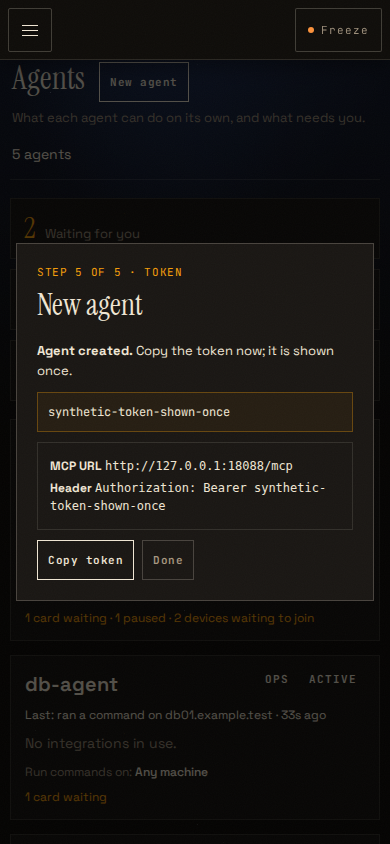 Freeze
Agents
New agent
What each agent can do on its own, and what needs you.
5 agents
2 Waiting for you
STEP 5 OF 5 · TOKEN
New agent
Agent created. Copy the token now; it is shown
once.
synthetic-token-shown-once
MCP URL http://127.0.0.1:18088/mcp
Header Authorization: Bearer synthetic-
token-shown-once
Copy token
Done
1 card waiting · 1 paused · 2 devices waiting to join
db-agent
OPS ACTIVE
Last: ran a command on db01.example.test · 33s ago
No integrations in use.
Run commands on: Any machine
1 card waiting